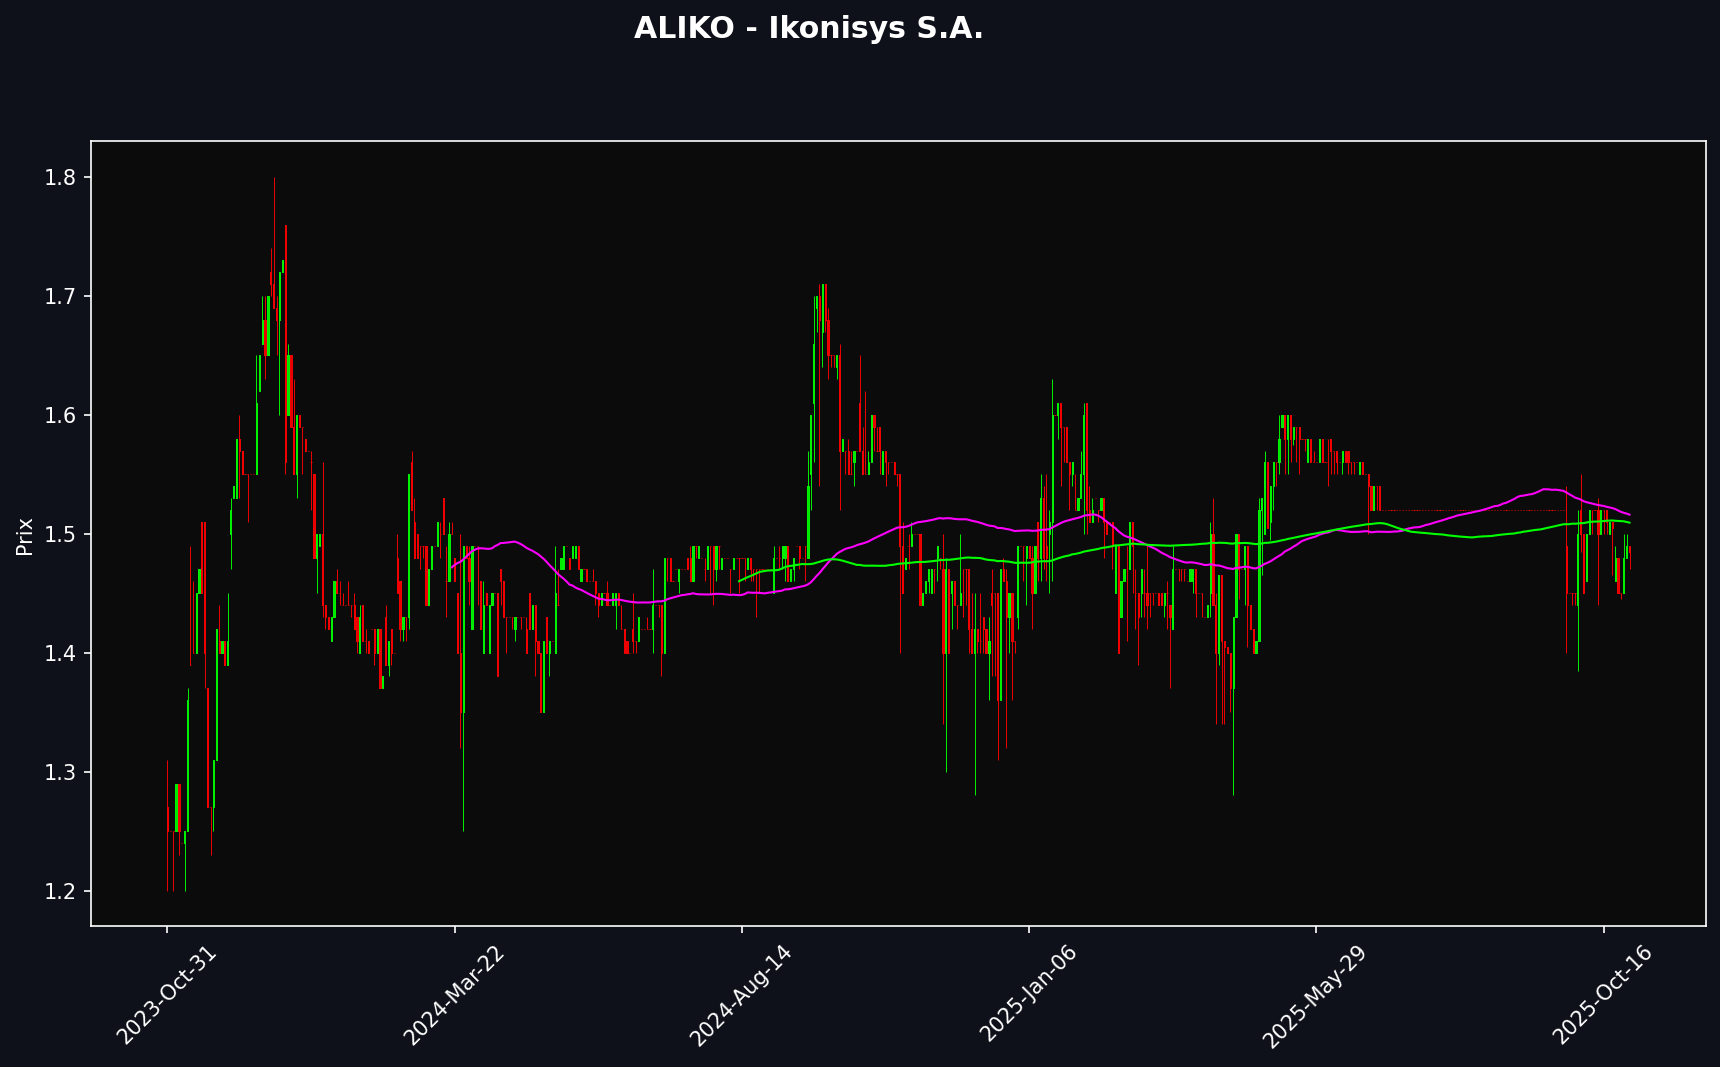 ALIKO - Ikonisys S.A.
Prix
1.8
1.7
1.6
1.5
1.4
1.3
1.2
2023-Oct-31
2024-Mar-22
2024-Aug-14
2025-Jan-06
2025-May-29
2025-Oct-16